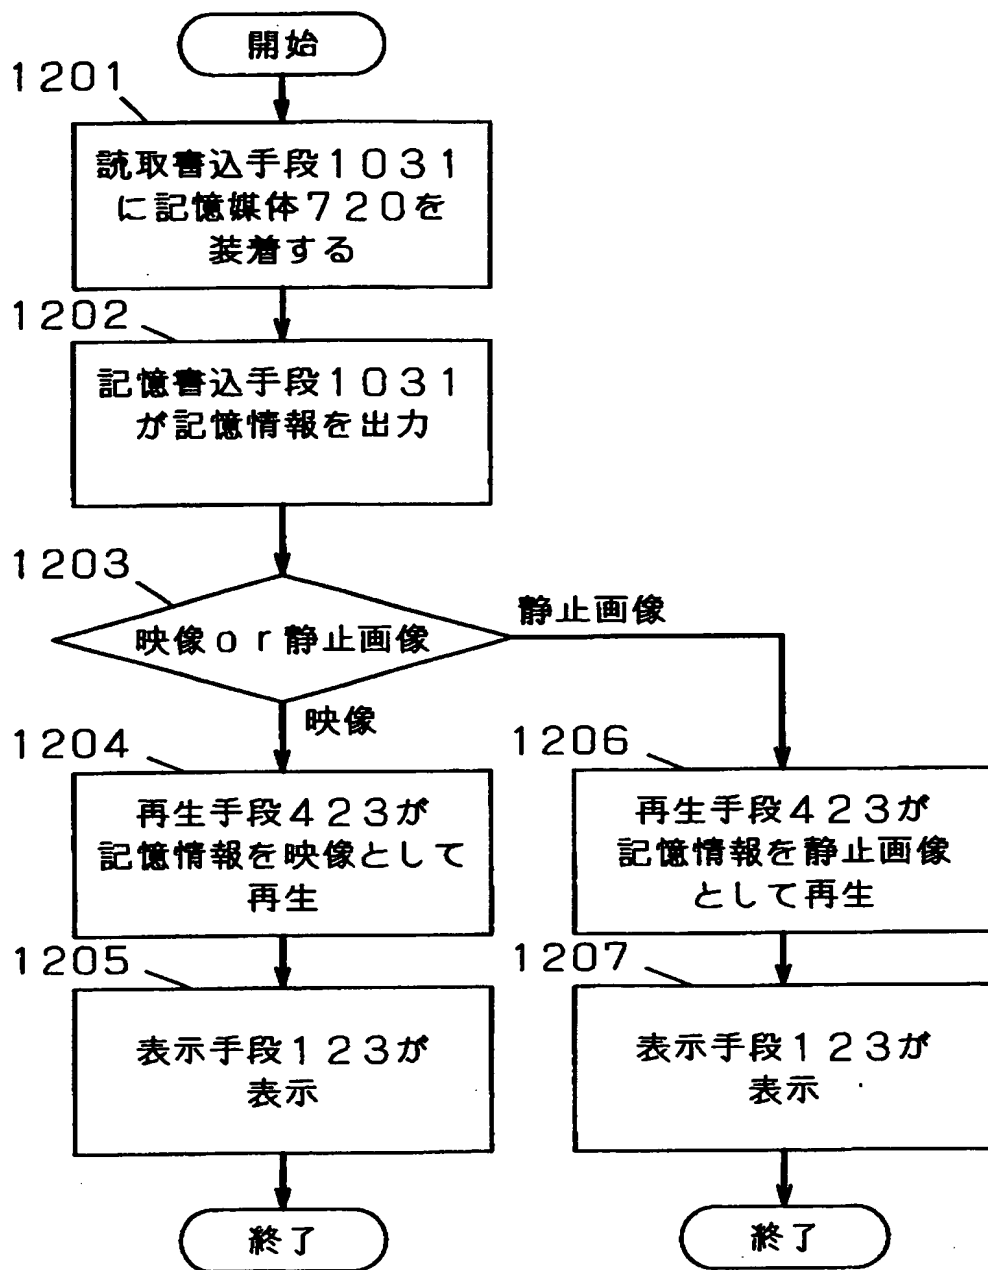 開始
1201
読取書込手段1031
に記憶媒体720を
装着する
1202
記憶書込手段1031
が記憶情報を出力
1203
映像or静止画像
静止画像
映像
1204
再生手段423が
記憶情報を映像として
再生
1206
再生手段423が
記憶情報を静止画像
として再生
1205
表示手段123が
表示
1207
表示手段123が
表示
終了
終了